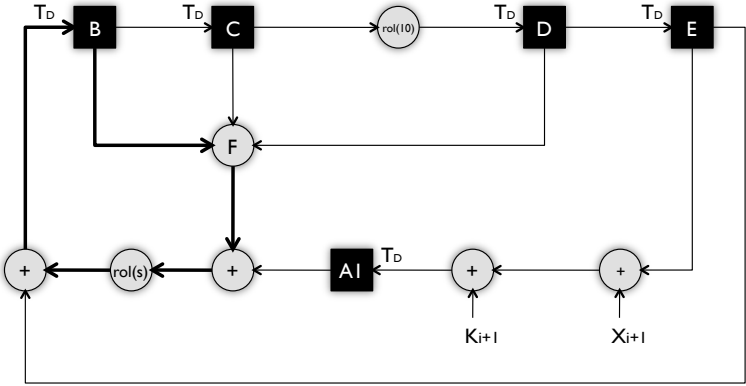 TD TD TD TD
B C rol(10) D E
F
TD
+ rol(s) + A1 + +
Ki+1 Xi+1